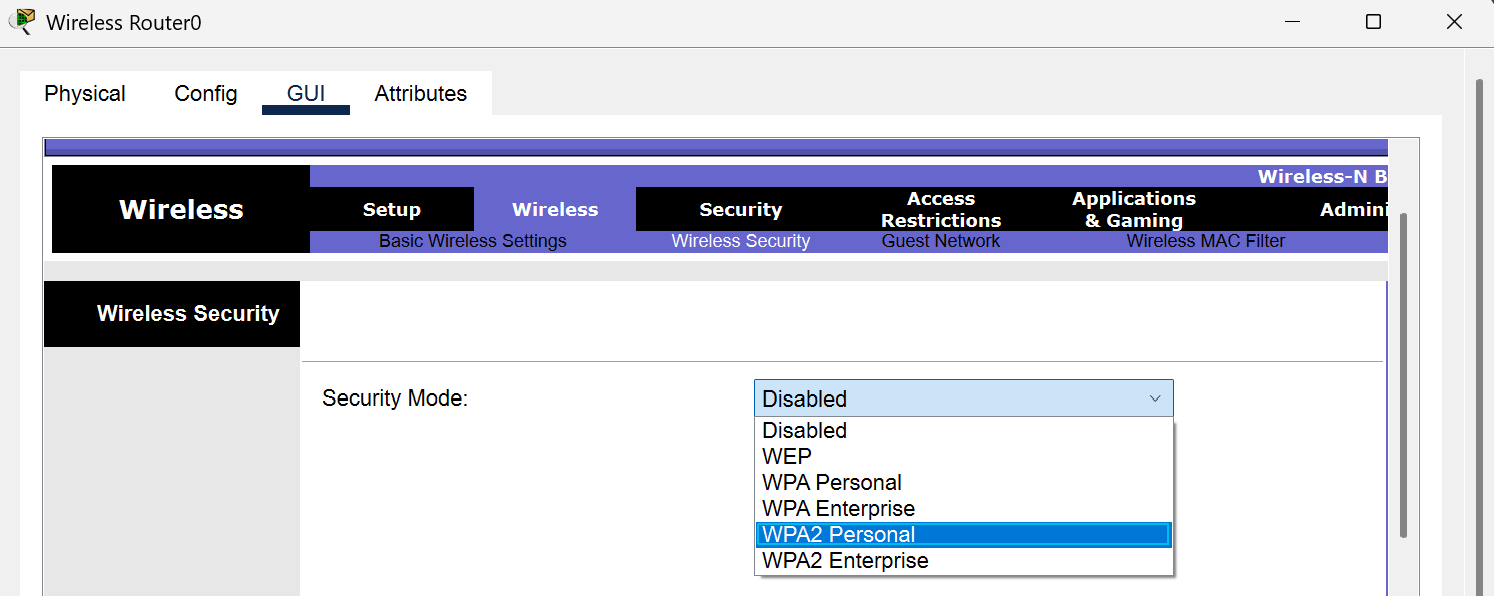 Wireless Router0
Physical Config GUI Attributes
Wireless-N B
Wireless Setup Wireless Security Access Restrictions Applications & Gaming Admini
Basic Wireless Settings Wireless Security Guest Network Wireless MAC Filter
Wireless Security
Security Mode: Disabled
Disabled
WEP
WPA Personal
WPA Enterprise
WPA2 Personal
WPA2 Enterprise